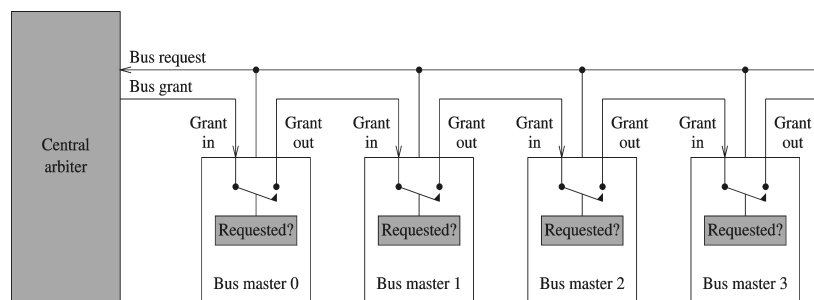 Bus request
Bus grant
Central
arbiter
Grant
in
Grant
out
Grant
in
Grant
out
Grant
in
Grant
out
Grant
in
Grant
out
Requested?
Requested?
Requested?
Requested?
Bus master 0
Bus master 1
Bus master 2
Bus master 3